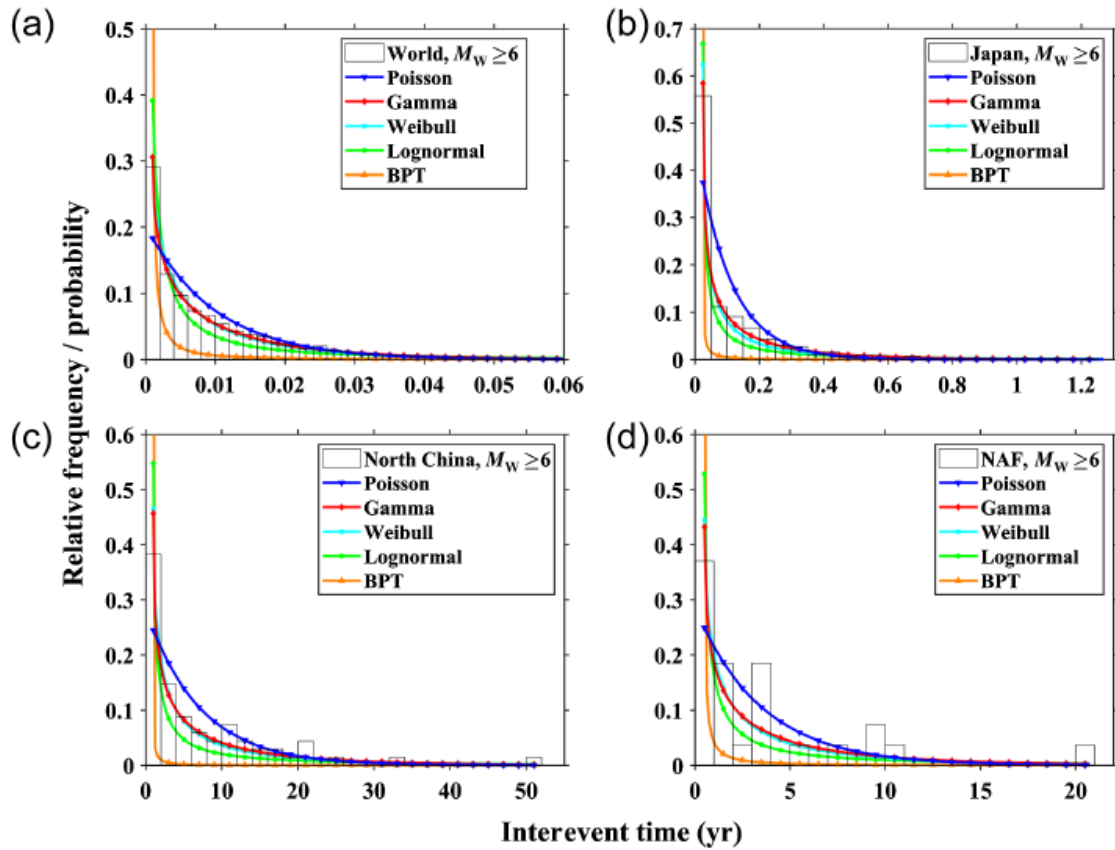 (a)
0.5
0.4
0.3
0.2
0.1
0
World, M_W ≥6
Poisson
Gamma
Weibull
Lognormal
BPT
0 0.01 0.02 0.03 0.04 0.05 0.06
(b)
0.7
0.6
0.5
0.4
0.3
0.2
0.1
0
Japan, M_W ≥6
Poisson
Gamma
Weibull
Lognormal
BPT
0 0.2 0.4 0.6 0.8 1 1.2
Relative frequency / probability
(c)
0.6
0.5
0.4
0.3
0.2
0.1
0
North China, M_W ≥6
Poisson
Gamma
Weibull
Lognormal
BPT
0 10 20 30 40 50
(d)
0.6
0.5
0.4
0.3
0.2
0.1
0
NAF, M_W ≥6
Poisson
Gamma
Weibull
Lognormal
BPT
0 5 10 15 20
Interevent time (yr)